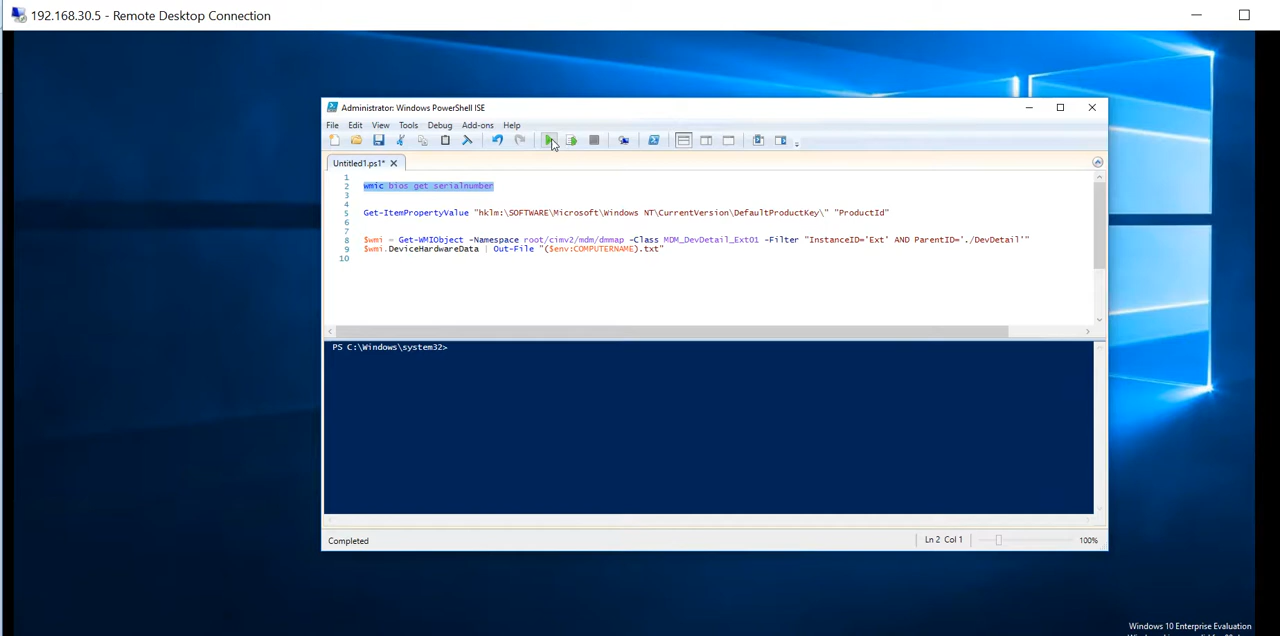 192.168.30.5 - Remote Desktop Connection
Administrator: Windows PowerShell ISE
File Edit View Tools Debug Add-ons Help
Untitled1.ps1*
1
2 wmic bios get serialnumber
3
4
5 Get-ItemPropertyValue "hklm:\SOFTWARE\Microsoft\Windows NT\CurrentVersion\DefaultProductKey\" "ProductId"
6
7
8 $wmi = Get-WMIObject -Namespace root/cimv2/mdm/dmmap -Class MDM_DevDetail_Ext01 -Filter "InstanceID='Ext' AND ParentID='./DevDetail'"
9 $wmi.DeviceHardwareData | Out-File "($env:COMPUTERNAME).txt"
10
PS C:\Windows\system32>
Completed
Ln 2 Col 1
100%
Windows 10 Enterprise Evaluation